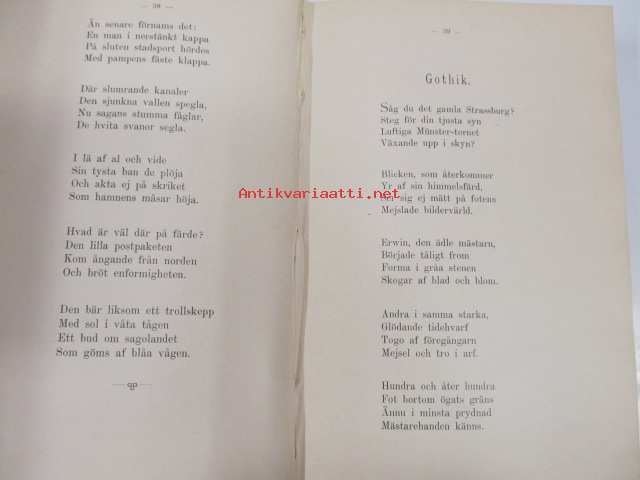 — 38 —
Än senare förnams det:
En man i nersänkt kappa
På sluten stadsport hördes
Med pampens fäste klappa.
Där slumrande kanaler
Den sjunkna vallen spegla,
Nu sagans stumma fåglar,
De hvita svanor segla.
I lä af al och vide
Sin tysta ban de plöja
Och akta ej på skriket
Som hamnens måsar höja.
Hvad är väl där på färde?
Den lilla postpaketen
Kom ångande från norden
Och bröt enformigheten.
Den bär liksom ett trollskepp
Med sol i våta tågen
Ett bud om sagolandet
Som göms af blåa vågen.
— 39 —
Gothik.
Såg du det gamla Strassburg?
Steg för din tjusta syn
Luftiga Münster-tornet
Växande upp i skyn?
Blicken, som återkommer
Yr af sin himmelsfärd,
Ser sig ej mätt på fotens
Mejslade bildervärld.
Erwin, den ädle mästarn,
Började tåligt from
Forma i gråa stenen
Skogar af blad och blom.
Andra i samma starka,
Glödande tidehvarf
Togo af föregångarn
Mejsel och tro i arf.
Hundra och åter hundra
Fot bortom ögats gräns
Ännu i minsta prydnad
Mästarehanden känns.
Antikvariaatti.net